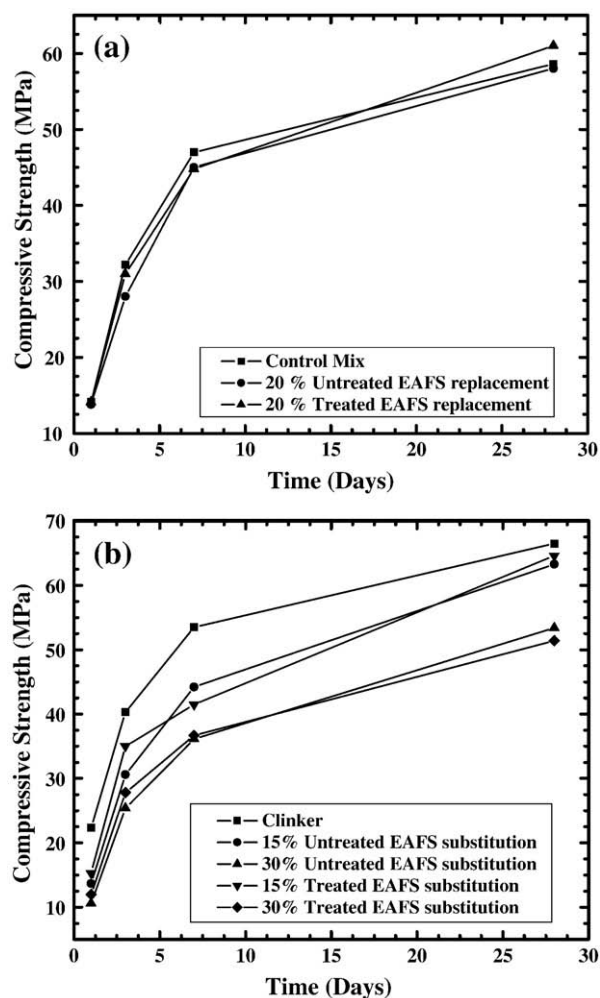 (a)
Compressive Strength (MPa)
60
50
40
30
20
10
Control Mix
20 % Untreated EAFS replacement
20 % Treated EAFS replacement
0 5 10 15 20 25 30
Time (Days)
(b)
Compressive Strength (MPa)
70
60
50
40
30
20
10
Clinker
15% Untreated EAFS substitution
30% Untreated EAFS substitution
15% Treated EAFS substitution
30% Treated EAFS substitution
0 5 10 15 20 25 30
Time (Days)